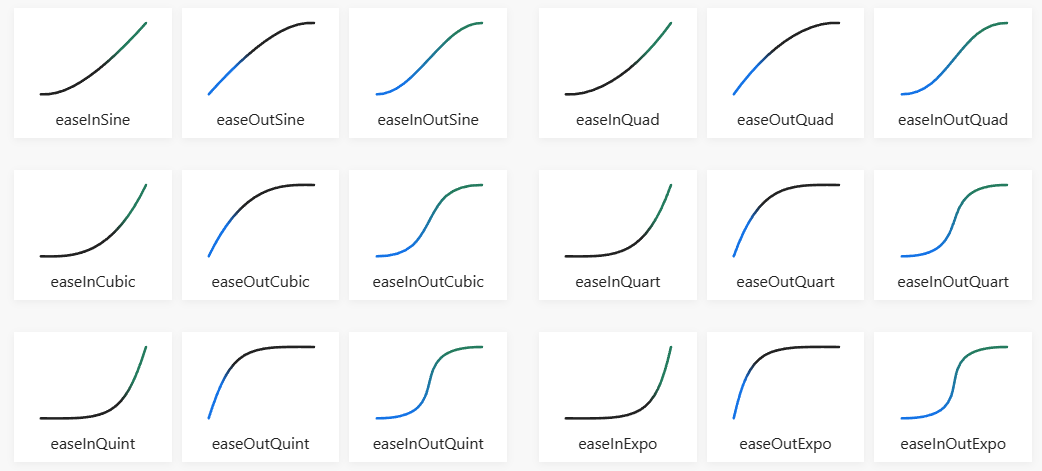 easeInSine
easeOutSine
easeInOutSine
easeInQuad
easeOutQuad
easeInOutQuad
easeInCubic
easeOutCubic
easeInOutCubic
easeInQuart
easeOutQuart
easeInOutQuart
easeInQuint
easeOutQuint
easeInOutQuint
easeInExpo
easeOutExpo
easeInOutExpo